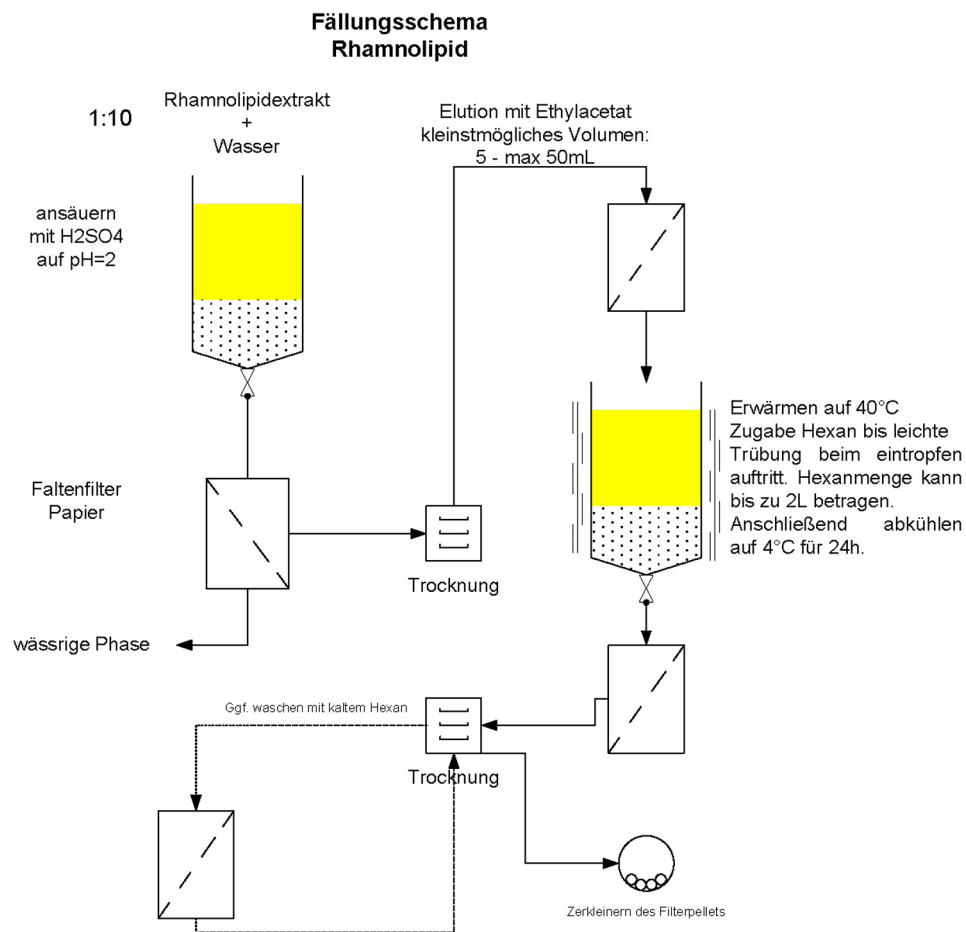 Fällungsschema
Rhamnolipid
1:10
Rhamnolipidextrakt
+
Wasser
ansäuern
mit H2SO4
auf pH=2
Elution mit Ethylacetat
kleinstmögliches Volumen:
5 - max 50mL
Erwärmen auf 40°C
Zugabe Hexan bis leichte
Trübung beim eintropfen
auftritt. Hexanmenge kann
bis zu 2L betragen.
Anschließend abkühlen
auf 4°C für 24h.
Faltenfilter
Papier
Trocknung
wässrige Phase
Ggf. waschen mit kaltem Hexan
Trocknung
Zerkleinern des Filterpellets